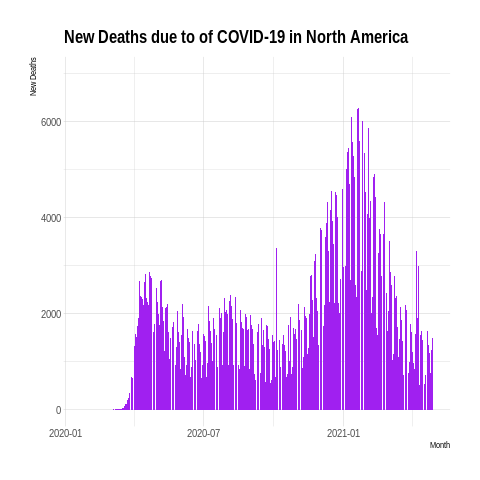 New Deaths due to of COVID-19 in North America
New Deaths
6000
4000
2000
0
2020-01
2020-07
2021-01
Month